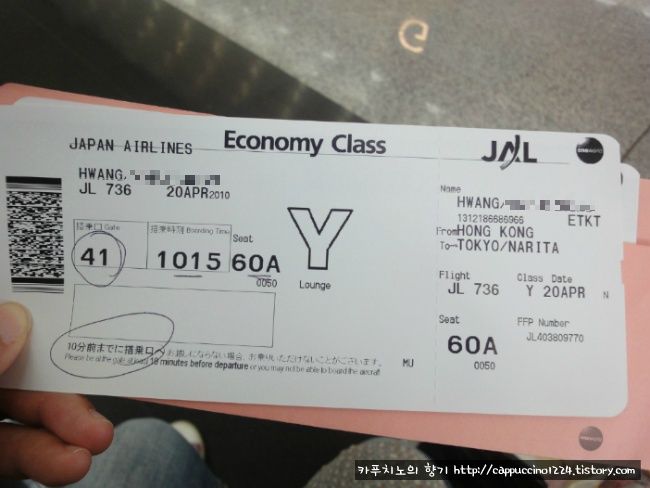 JAPAN AIRLINES
Economy Class
JAL
oneworld
HWANG/
JL 736 20APR2010
搭乗口 Gate
搭乗時刻 Boarding Time
Seat
41
1015
60A
0050
Y
Lounge
10分前までに搭乗口へお越しにならない場合、お乗りいただけないことがございます。
Please be at the gate at least 10 minutes before departure or you may not be able to board the aircraft
MU
Name
HWANG/
1312186686966 ETKT
From HONG KONG
To TOKYO/NARITA
Flight Class Date
JL 736 Y 20APR N
Seat FFP Number
60A JL403809770
0050
카푸치노의 향기 http://cappuccino1224.tistory.com